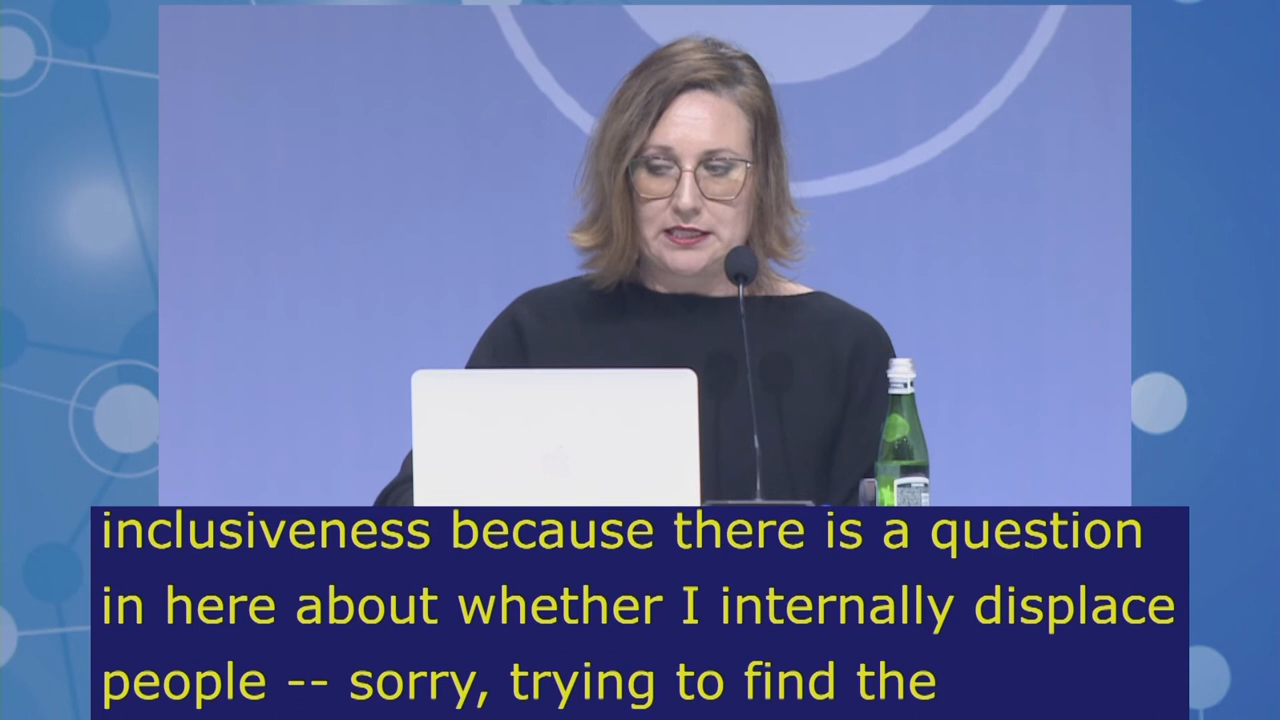 inclusiveness because there is a question
in here about whether I internally displace
people -- sorry, trying to find the